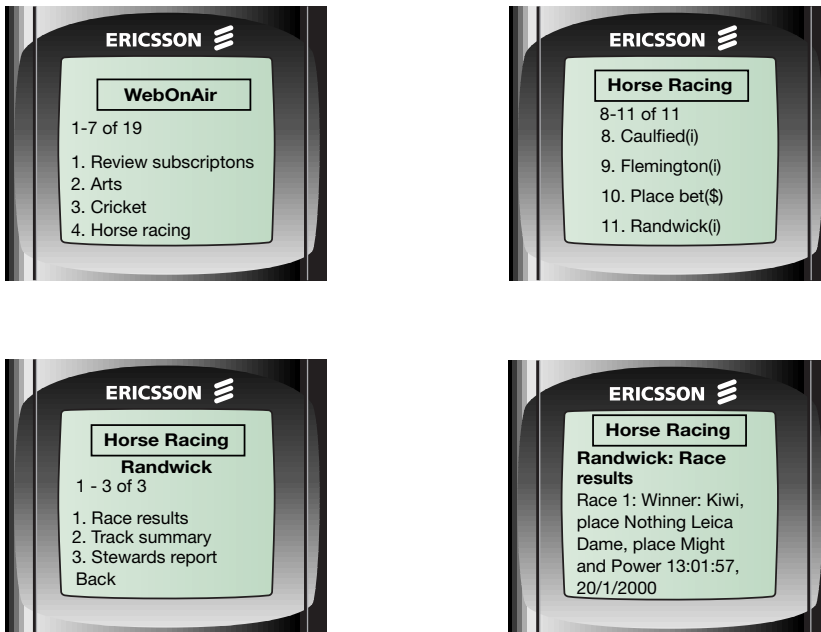 ERICSSON
WebOnAir
1-7 of 19
1. Review subscriptons
2. Arts
3. Cricket
4. Horse racing
ERICSSON
Horse Racing
8-11 of 11
8. Caulfied(i)
9. Flemington(i)
10. Place bet($)
11. Randwick(i)
ERICSSON
Horse Racing
Randwick
1 - 3 of 3
1. Race results
2. Track summary
3. Stewards report
Back
ERICSSON
Horse Racing
Randwick: Race
results
Race 1: Winner: Kiwi,
place Nothing Leica
Dame, place Might
and Power 13:01:57,
20/1/2000